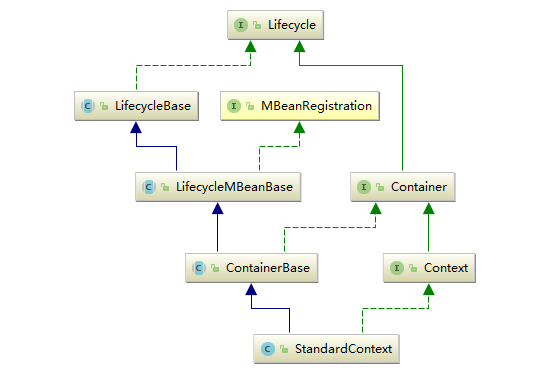 I Lifecycle
C LifecycleBase
I MBeanRegistration
C LifecycleMBeanBase
I Container
C ContainerBase
I Context
C StandardContext